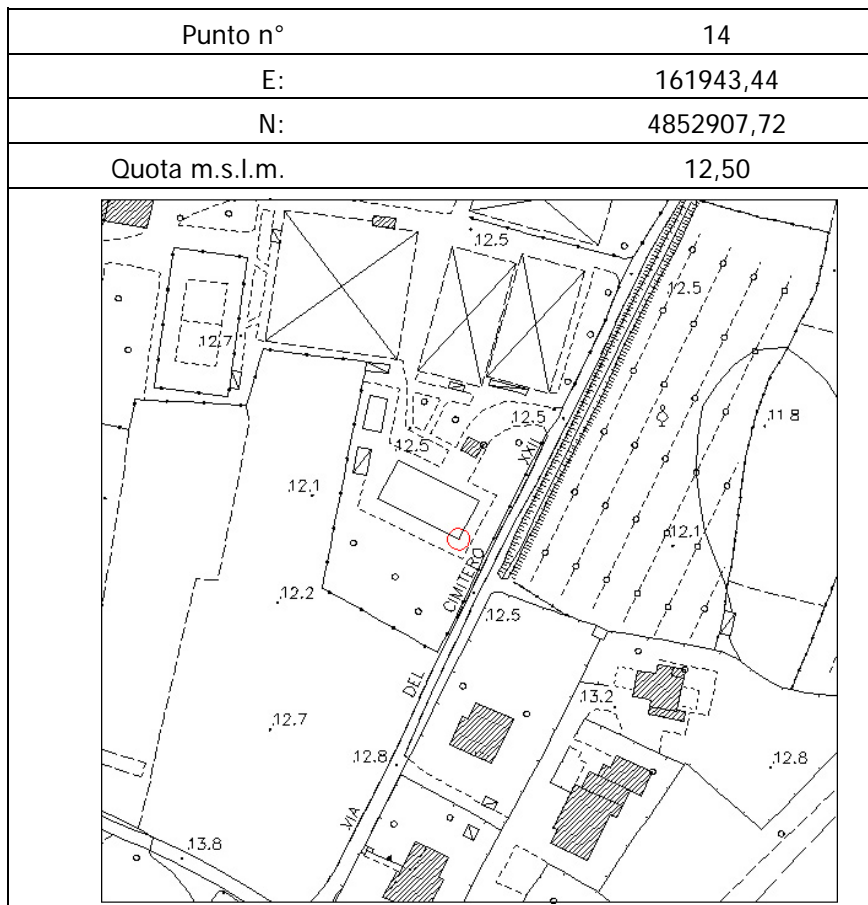 Punto n° 14
E: 161943,44
N: 4852907,72
Quota m.s.l.m. 12,50
12.5
12.5
12.7
11 8
12.5
12.5
XXII
12.1
12.1
CIMITERO
12.2
12.5
DEL
13.2
12.7
12.8
12.8
VIA
13.8